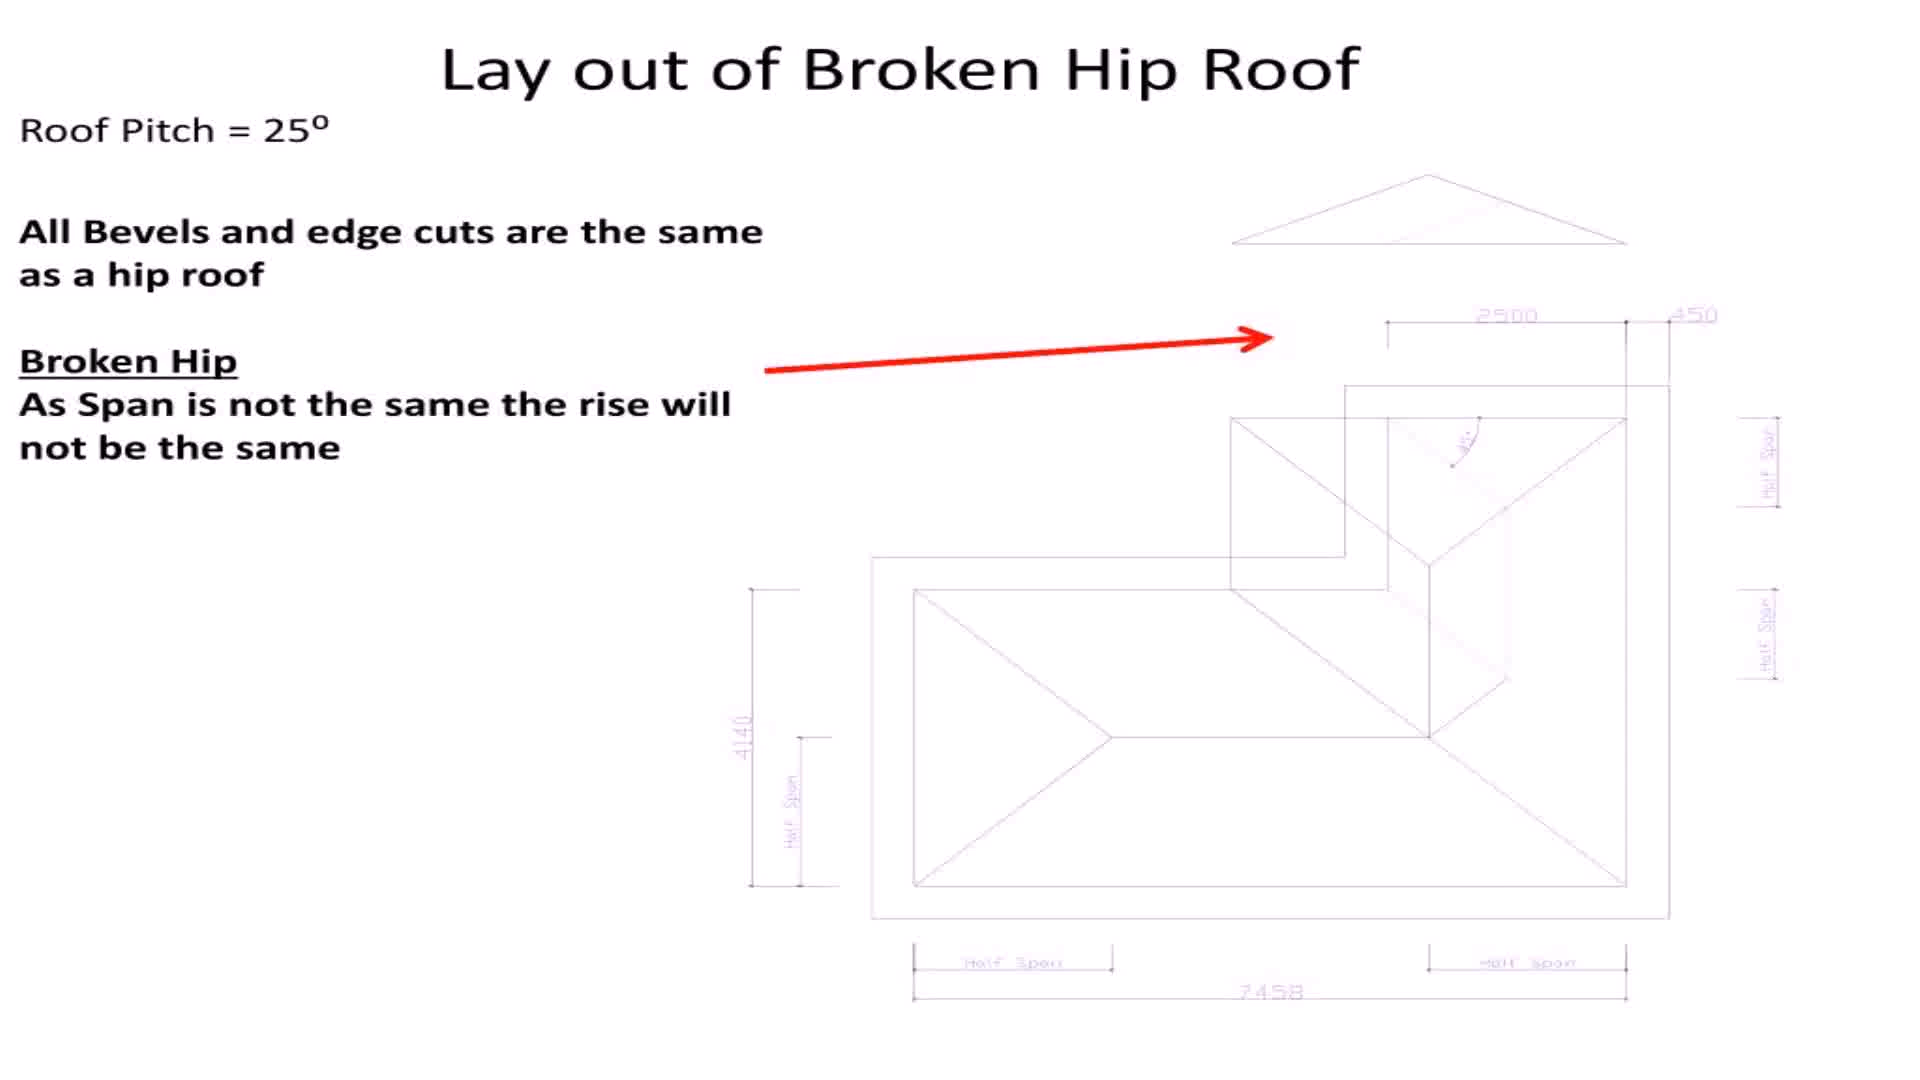 Lay out of Broken Hip Roof
Roof Pitch = 25º
All Bevels and edge cuts are the same
as a hip roof
Broken Hip
As Span is not the same the rise will
not be the same
2500
450
45°
Half Span
Half Span
4140
Half Span
Half Span
Half Span
7458